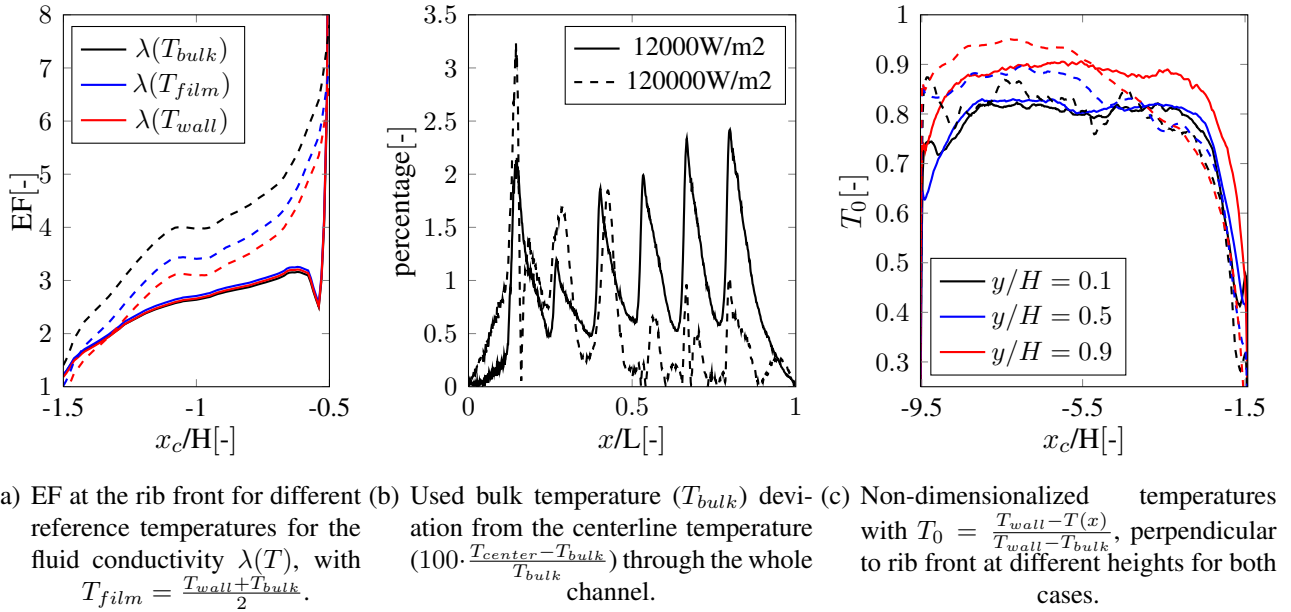 8
7
6
5
4
3
2
1
EF[-]
-1.5
-1
-0.5
x_c/H[-]
λ(T_bulk)
λ(T_film)
λ(T_wall)
3.5
3
2.5
2
1.5
1
0.5
0
percentage[-]
0
0.5
1
x/L[-]
12000W/m2
120000W/m2
1
0.9
0.8
0.7
0.6
0.5
0.4
0.3
T_0[-]
-9.5
-5.5
-1.5
x_c/H[-]
y/H = 0.1
y/H = 0.5
y/H = 0.9
a) EF at the rib front for different
reference temperatures for the
fluid conductivity λ(T), with
T_film = (T_wall+T_bulk)/2.
(b) Used bulk temperature (T_bulk) devi-
ation from the centerline temperature
(100·(T_center−T_bulk)/T_bulk) through the whole
channel.
(c) Non-dimensionalized temperatures
with T_0 = (T_wall−T(x))/(T_wall−T_bulk), perpendicular
to rib front at different heights for both
cases.